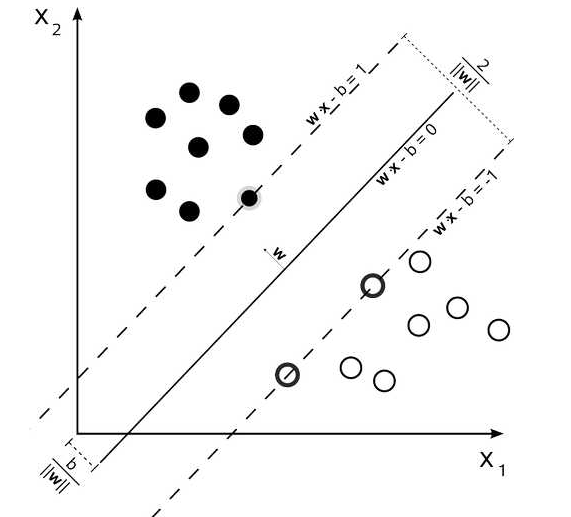 X2
w·x - b = 1
2
||w||
w·x - b = 0
w·x - b = -1
w
b
||w||
X1